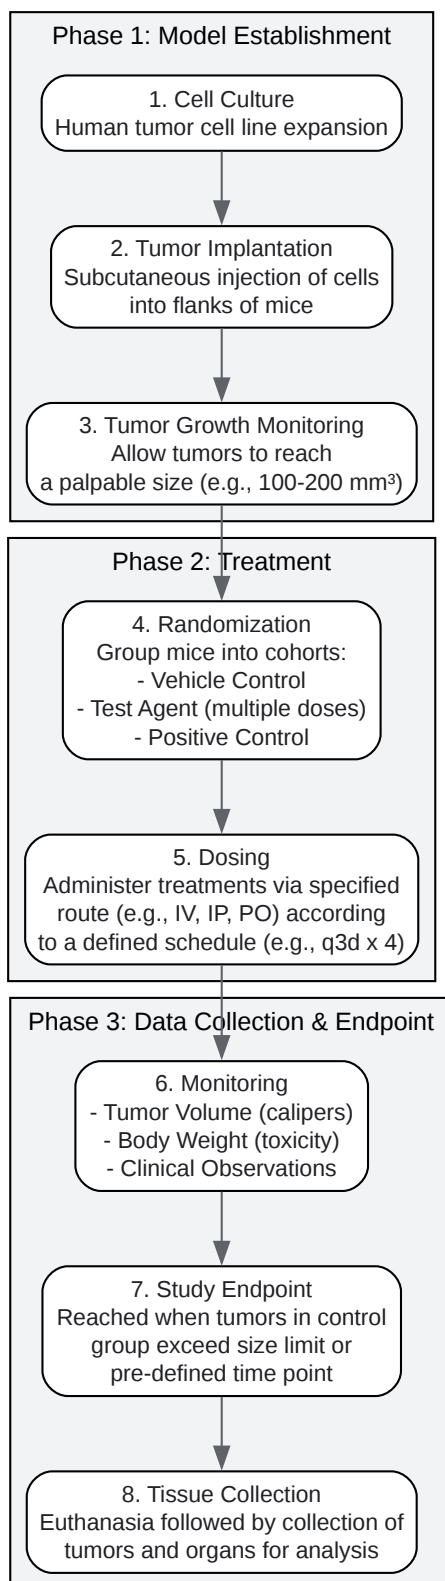 Phase 1: Model Establishment
1. Cell Culture
Human tumor cell line expansion
2. Tumor Implantation
Subcutaneous injection of cells
into flanks of mice
3. Tumor Growth Monitoring
Allow tumors to reach
a palpable size (e.g., 100-200 mm³)
Phase 2: Treatment
4. Randomization
Group mice into cohorts:
- Vehicle Control
- Test Agent (multiple doses)
- Positive Control
5. Dosing
Administer treatments via specified
route (e.g., IV, IP, PO) according
to a defined schedule (e.g., q3d x 4)
Phase 3: Data Collection & Endpoint
6. Monitoring
- Tumor Volume (calipers)
- Body Weight (toxicity)
- Clinical Observations
7. Study Endpoint
Reached when tumors in control
group exceed size limit or
pre-defined time point
8. Tissue Collection
Euthanasia followed by collection of
tumors and organs for analysis